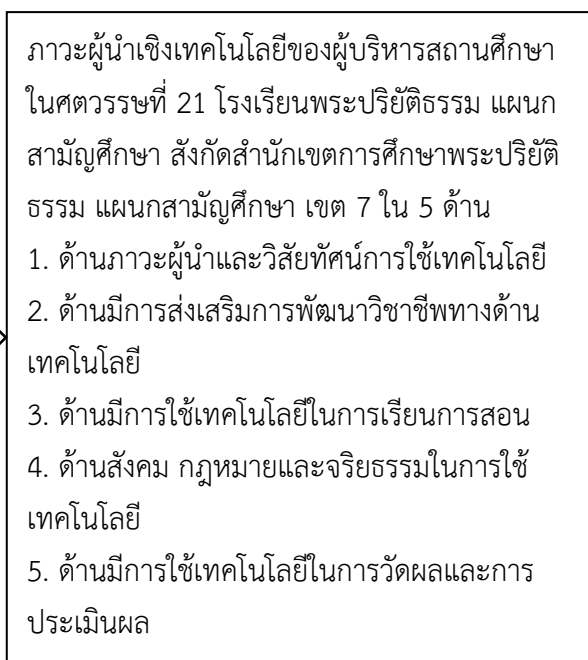 ภาวะผู้นำเชิงเทคโนโลยีของผู้บริหารสถานศึกษา
ในศตวรรษที่ 21 โรงเรียนพระปริยัติธรรม แผนก
สามัญศึกษา สังกัดสำนักเขตการศึกษาพระปริยัติ
ธรรม แผนกสามัญศึกษา เขต 7 ใน 5 ด้าน
1. ด้านภาวะผู้นำและวิสัยทัศน์การใช้เทคโนโลยี
2. ด้านมีการส่งเสริมการพัฒนาวิชาชีพทางด้าน
เทคโนโลยี
3. ด้านมีการใช้เทคโนโลยีในการเรียนการสอน
4. ด้านสังคม กฎหมายและจริยธรรมในการใช้
เทคโนโลยี
5. ด้านมีการใช้เทคโนโลยีในการวัดผลและการ
ประเมินผล